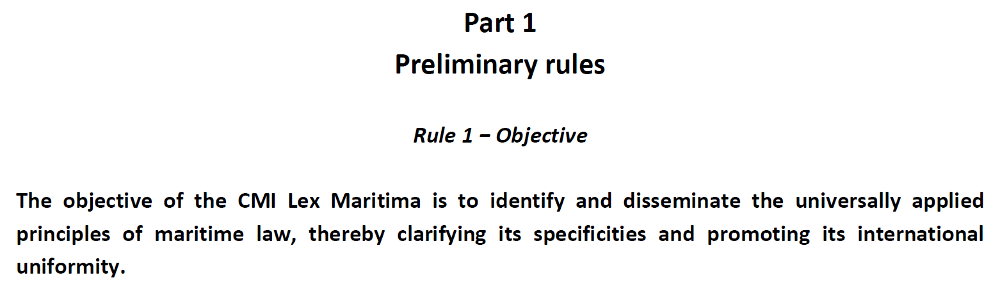 Part 1
Preliminary rules
Rule 1 – Objective
The objective of the CMI Lex Maritima is to identify and disseminate the universally applied
principles of maritime law, thereby clarifying its specificities and promoting its international
uniformity.